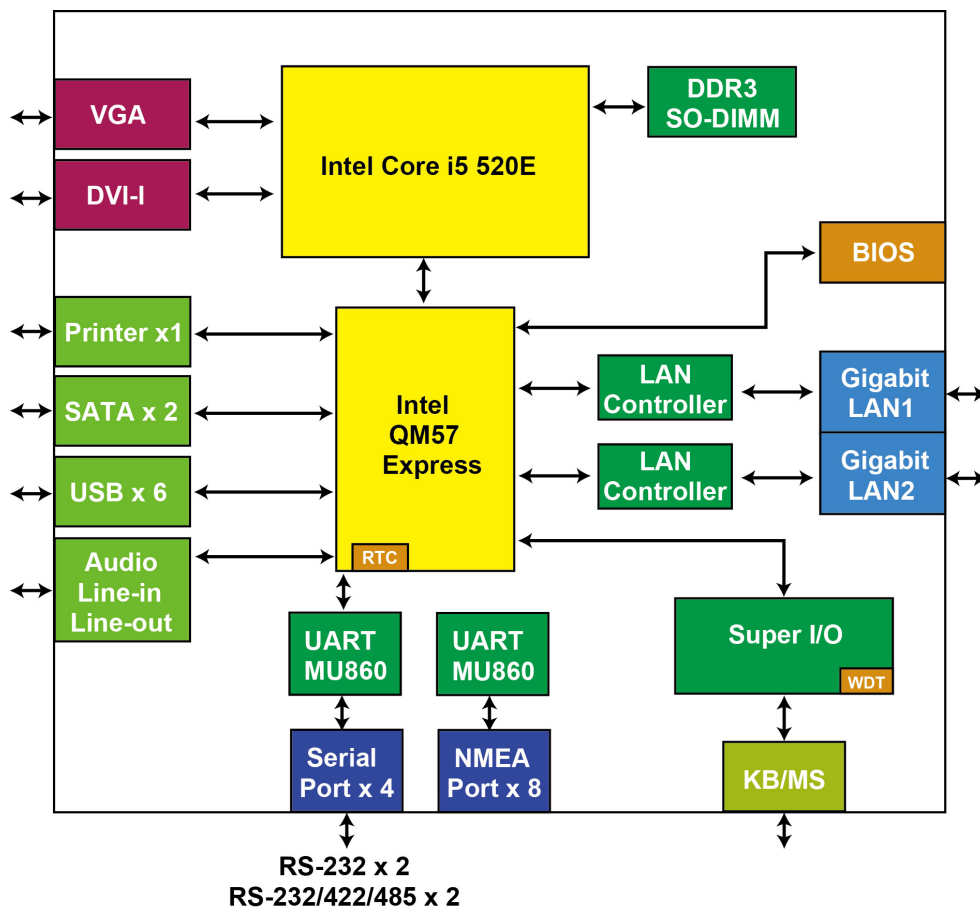 VGA
DVI-I
Intel Core i5 520E
DDR3
SO-DIMM
BIOS
Printer x1
SATA x 2
USB x 6
Audio
Line-in
Line-out
Intel
QM57
Express
RTC
LAN
Controller
Gigabit
LAN1
LAN
Controller
Gigabit
LAN2
UART
MU860
UART
MU860
Super I/O
WDT
Serial
Port x 4
NMEA
Port x 8
KB/MS
RS-232 x 2
RS-232/422/485 x 2